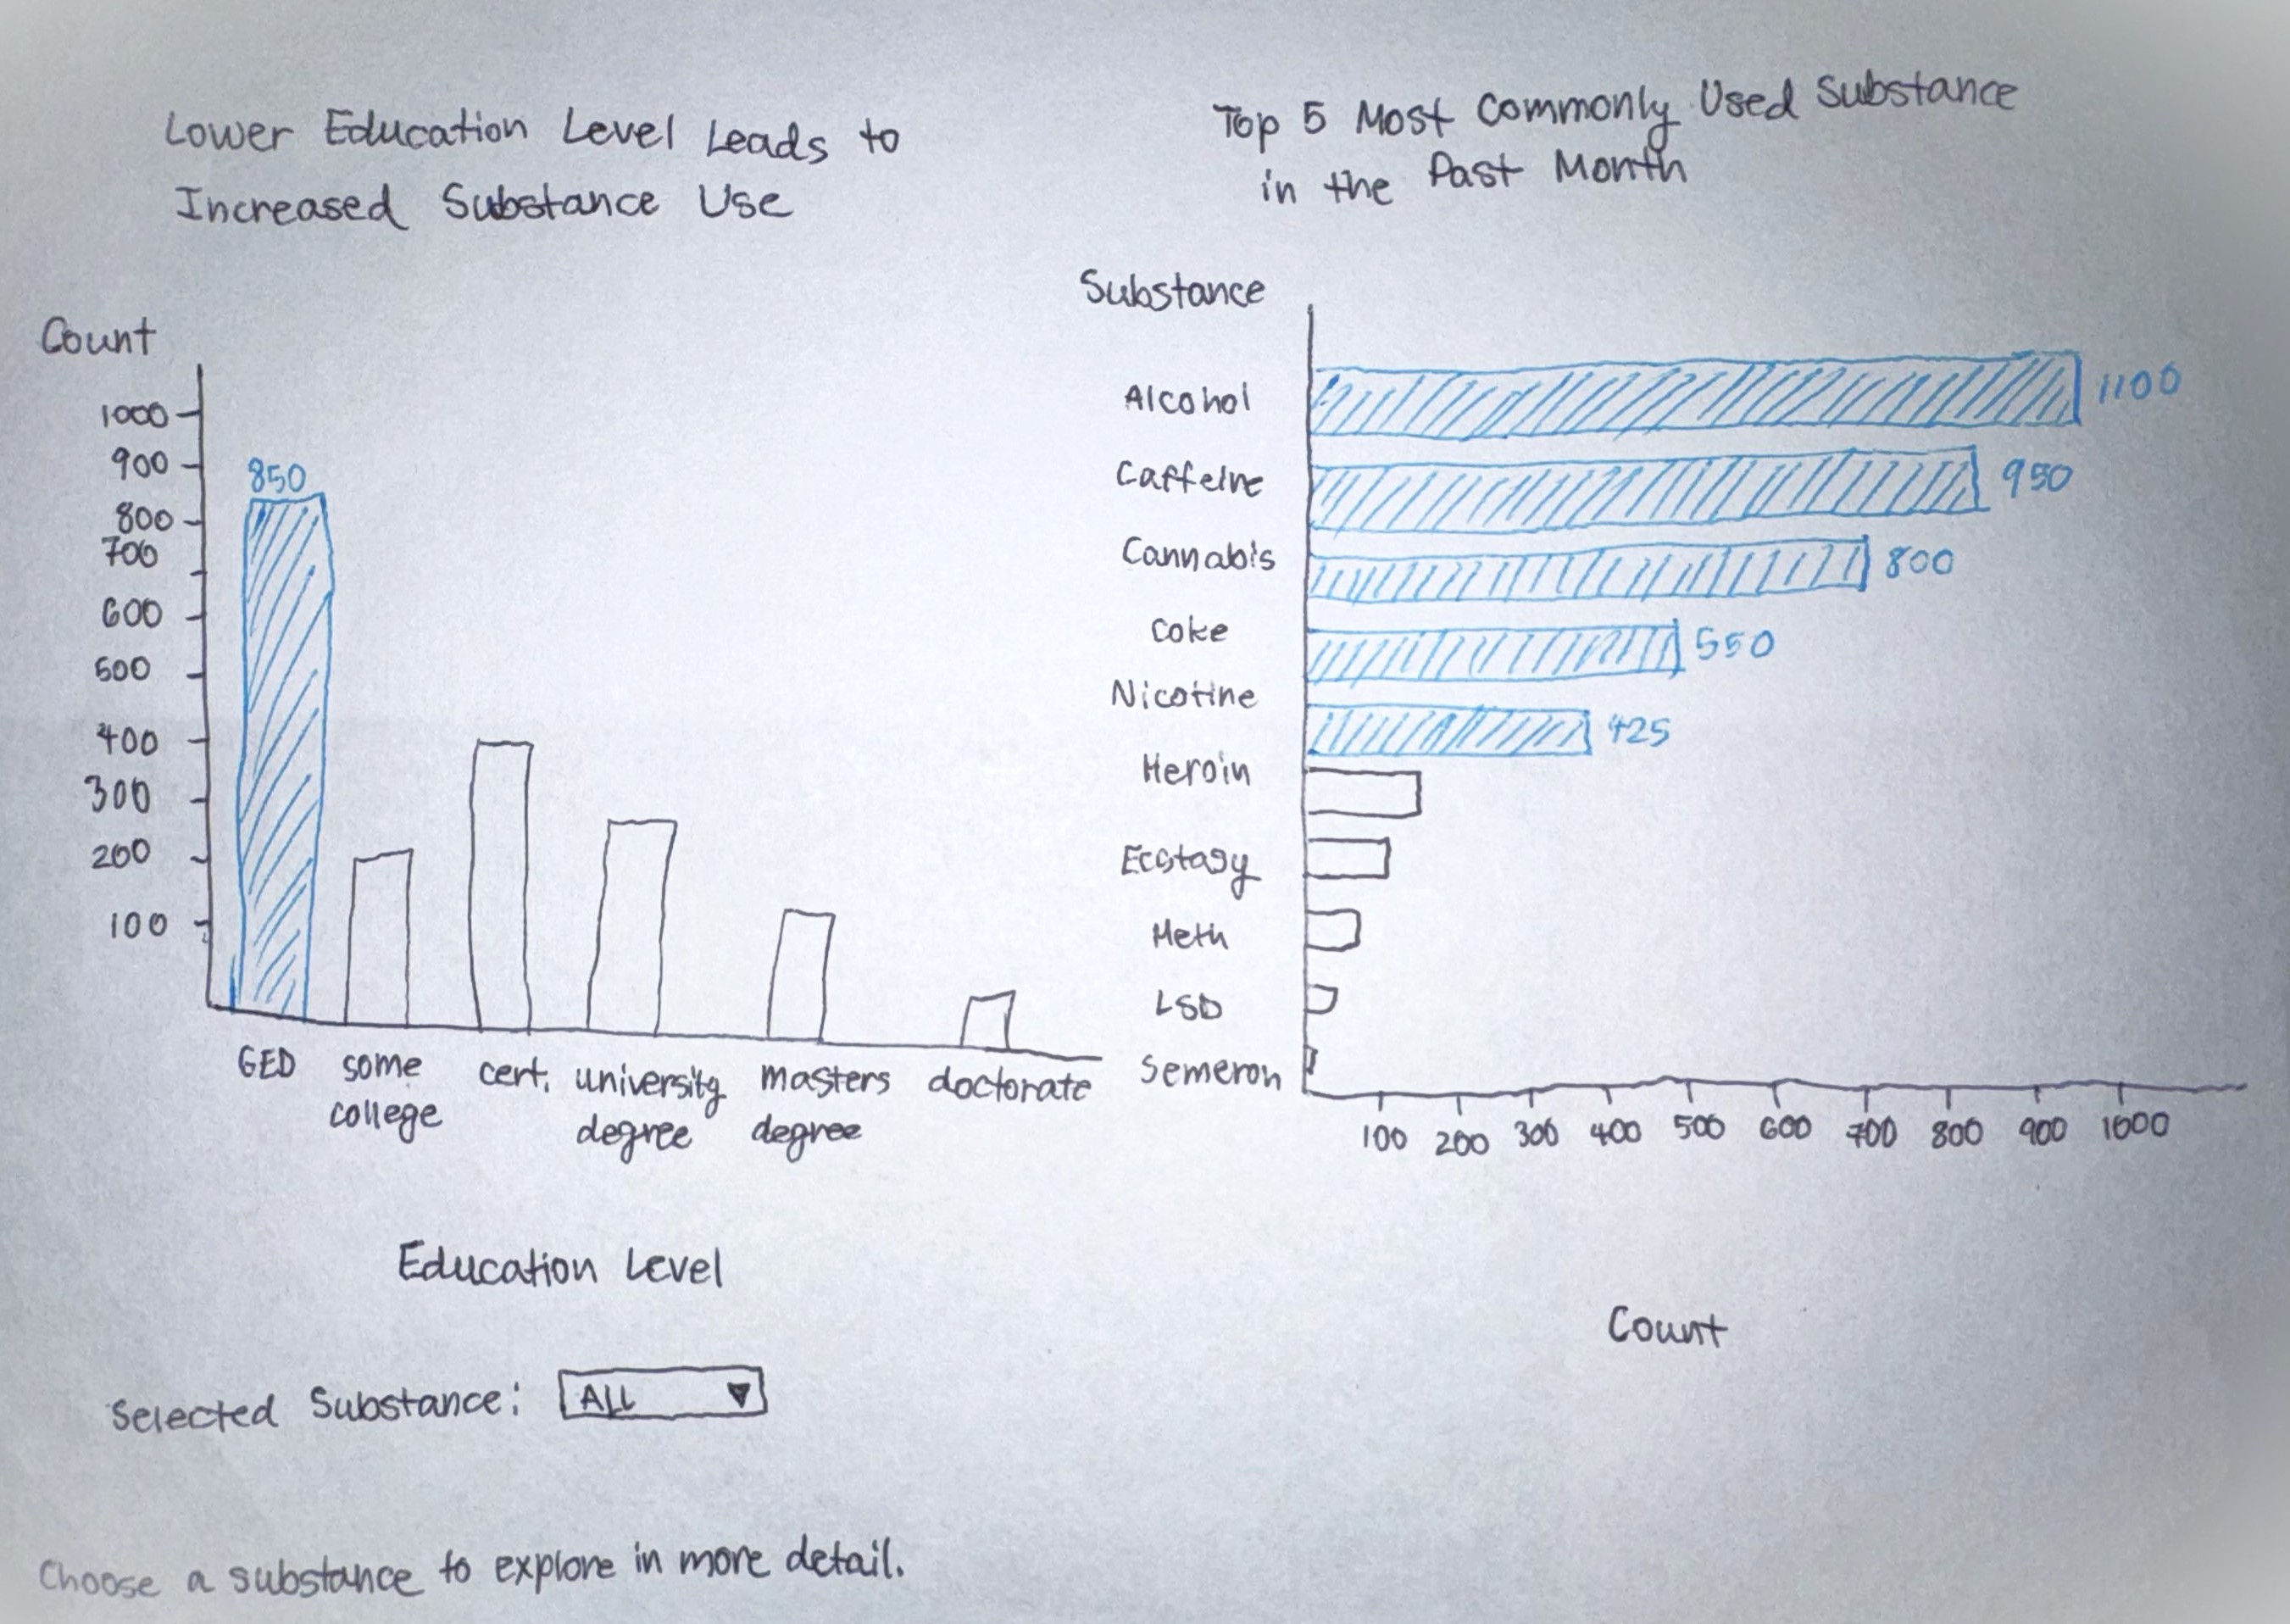 Lower Education Level Leads to
Increased Substance Use
Count
1000
900
800
700
600
500
400
300
200
100
850
GED
some
college
cert.
university
degree
masters
degree
doctorate
Education Level
Selected Substance: ALL ▼
Choose a substance to explore in more detail.
Top 5 Most Commonly Used Substance
in the Past Month
Substance
Alcohol 1100
Caffeine 950
Cannabis 800
Coke 550
Nicotine 425
Heroin
Ecstasy
Meth
LSD
Semeron
100 200 300 400 500 600 700 800 900 1000
Count